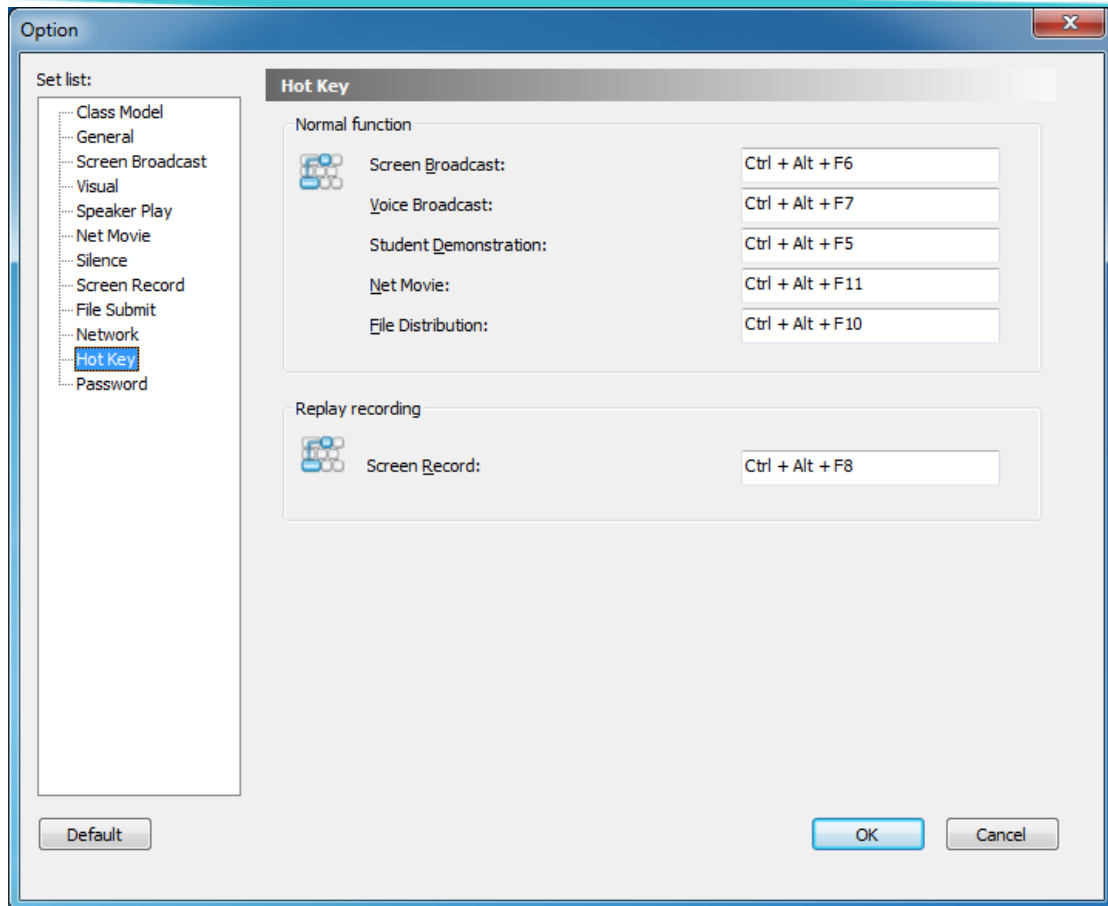 Option
Set list:
Class Model
General
Screen Broadcast
Visual
Speaker Play
Net Movie
Silence
Screen Record
File Submit
Network
Hot Key
Password
Hot Key
Normal function
Screen Broadcast: Ctrl + Alt + F6
Voice Broadcast: Ctrl + Alt + F7
Student Demonstration: Ctrl + Alt + F5
Net Movie: Ctrl + Alt + F11
File Distribution: Ctrl + Alt + F10
Replay recording
Screen Record: Ctrl + Alt + F8
Default OK Cancel